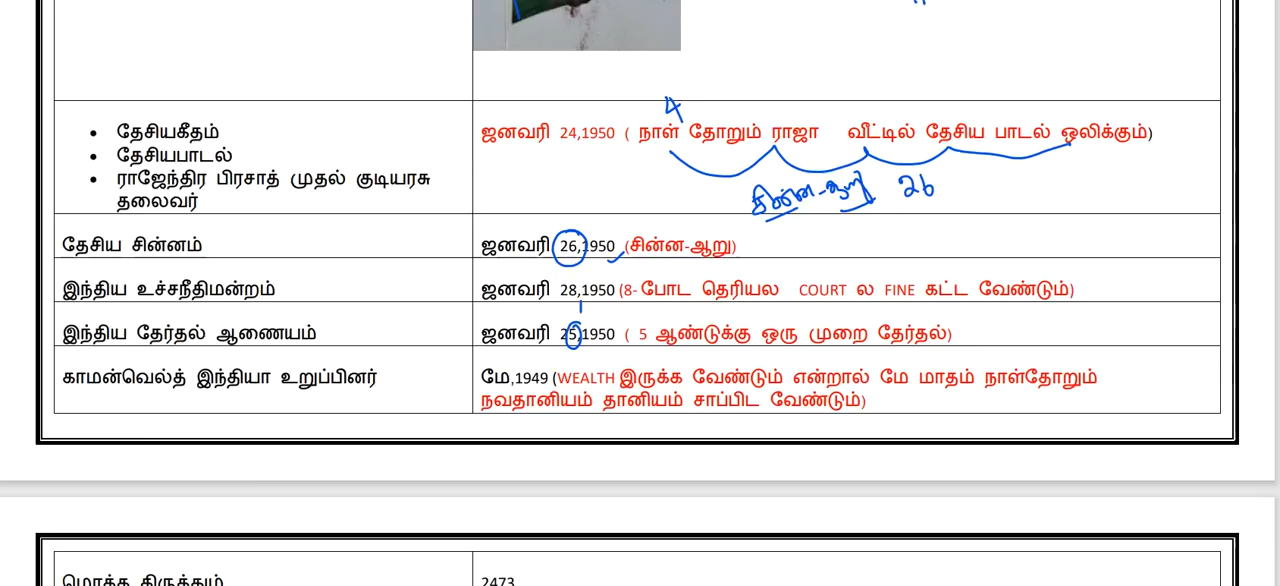 • தேசியகீதம்
• தேசியபாடல்
• ராஜேந்திர பிரசாத் முதல் குடியரசு
தலைவர்
4
ஜனவரி 24,1950 ( நாள் தோறும் ராஜா வீட்டில் தேசிய பாடல் ஒலிக்கும்)
சின்ன-ஆறு 26
தேசிய சின்னம்
ஜனவரி 26,1950 (சின்ன-ஆறு)
இந்திய உச்சநீதிமன்றம்
ஜனவரி 28,1950 (8- போட தெரியல COURT ல FINE கட்ட வேண்டும்)
இந்திய தேர்தல் ஆணையம்
ஜனவரி 25,1950 ( 5 ஆண்டுக்கு ஒரு முறை தேர்தல்)
காமன்வெல்த் இந்தியா உறுப்பினர்
மே,1949 (WEALTH இருக்க வேண்டும் என்றால் மே மாதம் நாள்தோறும்
நவதானியம் தானியம் சாப்பிட வேண்டும்)
மொத்த திருத்தம்
2473